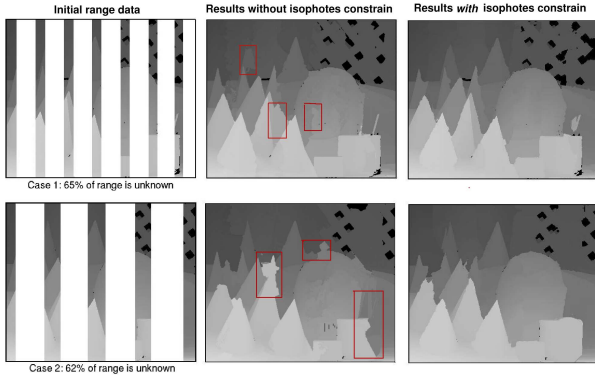 Initial range data
Results without isophotes constrain
Results with isophotes constrain
Case 1: 65% of range is unknown
Case 2: 62% of range is unknown